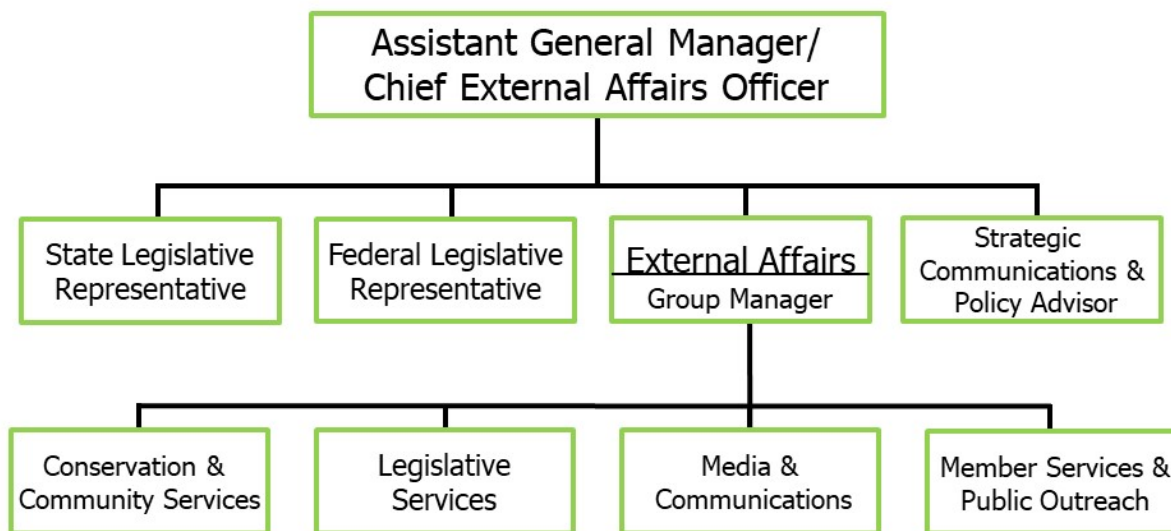 Assistant General Manager/
Chief External Affairs Officer
State Legislative
Representative
Federal Legislative
Representative
External Affairs
Group Manager
Strategic
Communications &
Policy Advisor
Conservation &
Community Services
Legislative
Services
Media &
Communications
Member Services &
Public Outreach